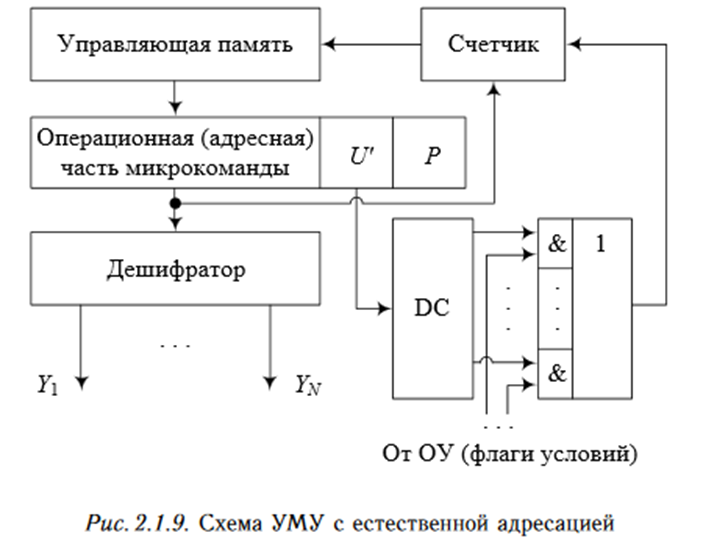 Управляющая память
Счетчик
Операционная (адресная)
часть микрокоманды
U'
P
Дешифратор
DC
&
1
. . .
&
Y1
. . .
YN
. . .
От ОУ (флаги условий)
Рис. 2.1.9. Схема УМУ с естественной адресацией